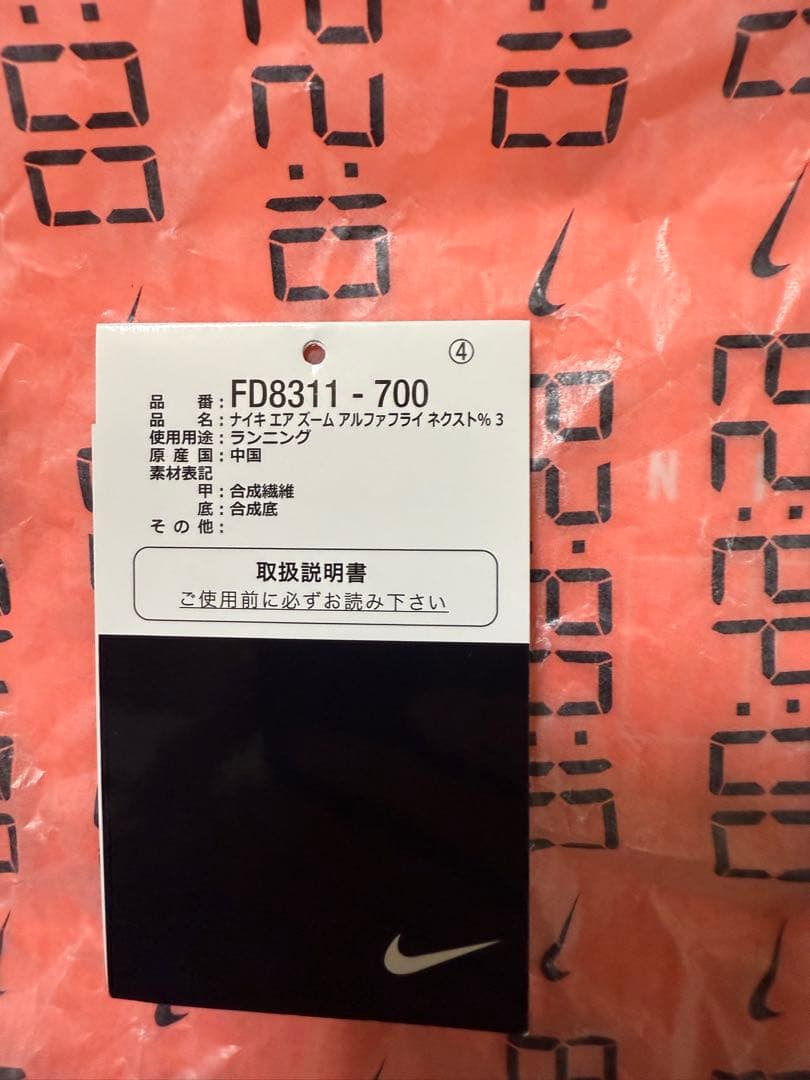 ④
品番:FD8311-700
品名:ナイキ エア ズーム アルファフライ ネクスト% 3
使用用途:ランニング
原産国:中国
素材表記
甲:合成繊維
底:合成底
その他:
取扱説明書
ご使用前に必ずお読み下さい